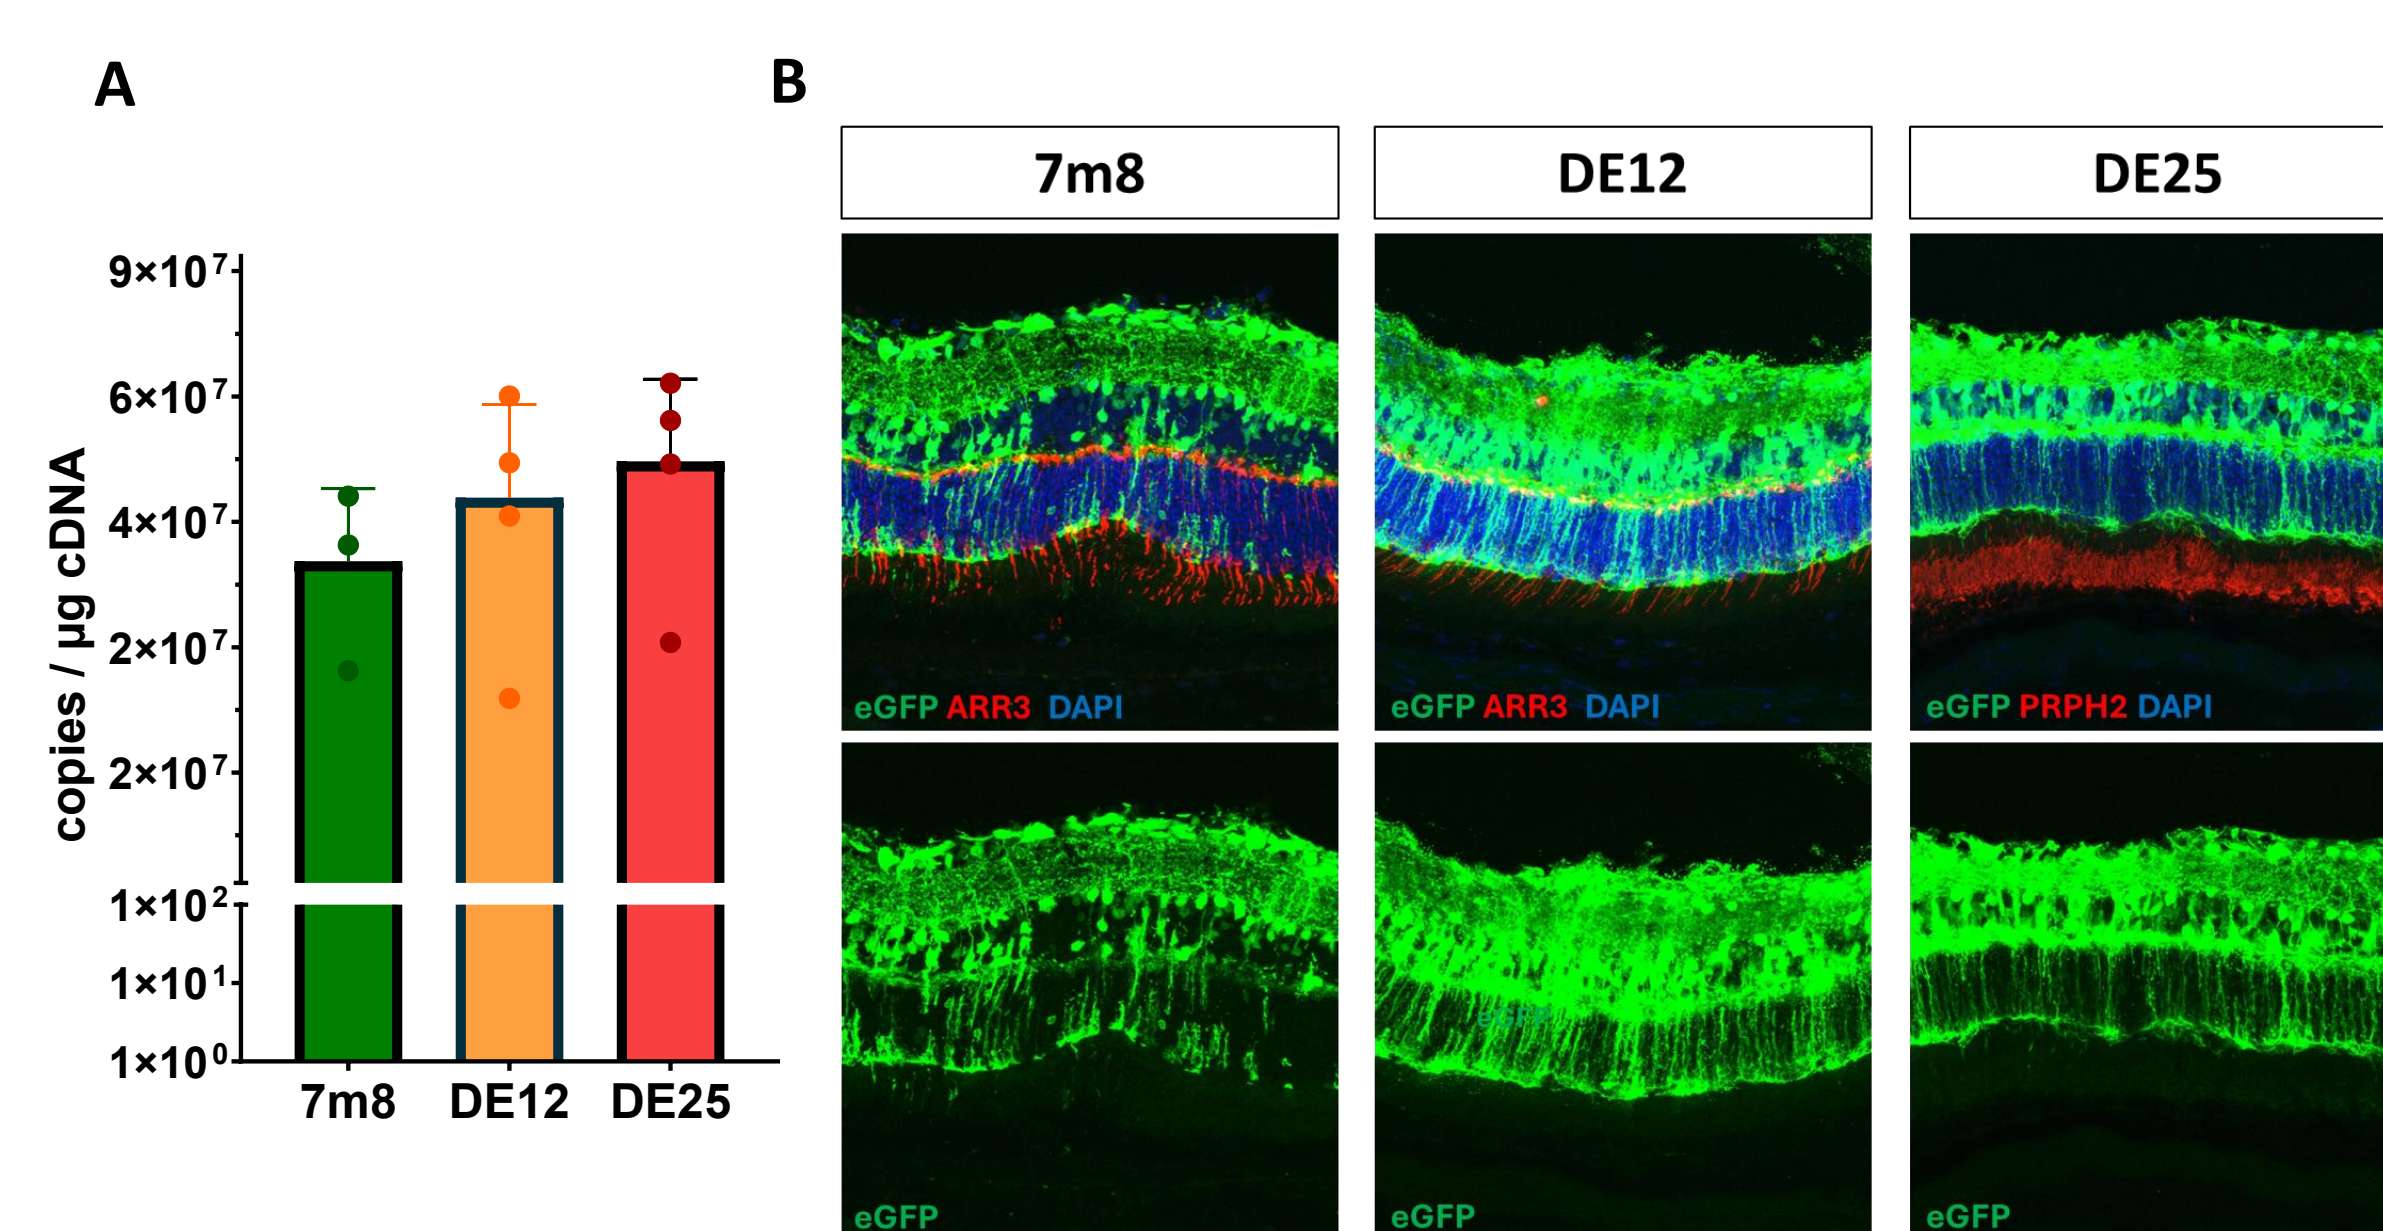 A
B
7m8
DE12
DE25
9×10⁷
6×10⁷
4×10⁷
2×10⁷
2×10⁷
1×10²
1×10¹
1×10⁰
copies / µg cDNA
7m8
DE12
DE25
eGFP ARR3 DAPI
eGFP ARR3 DAPI
eGFP PRPH2 DAPI
eGFP
eGFP
eGFP
eGFP